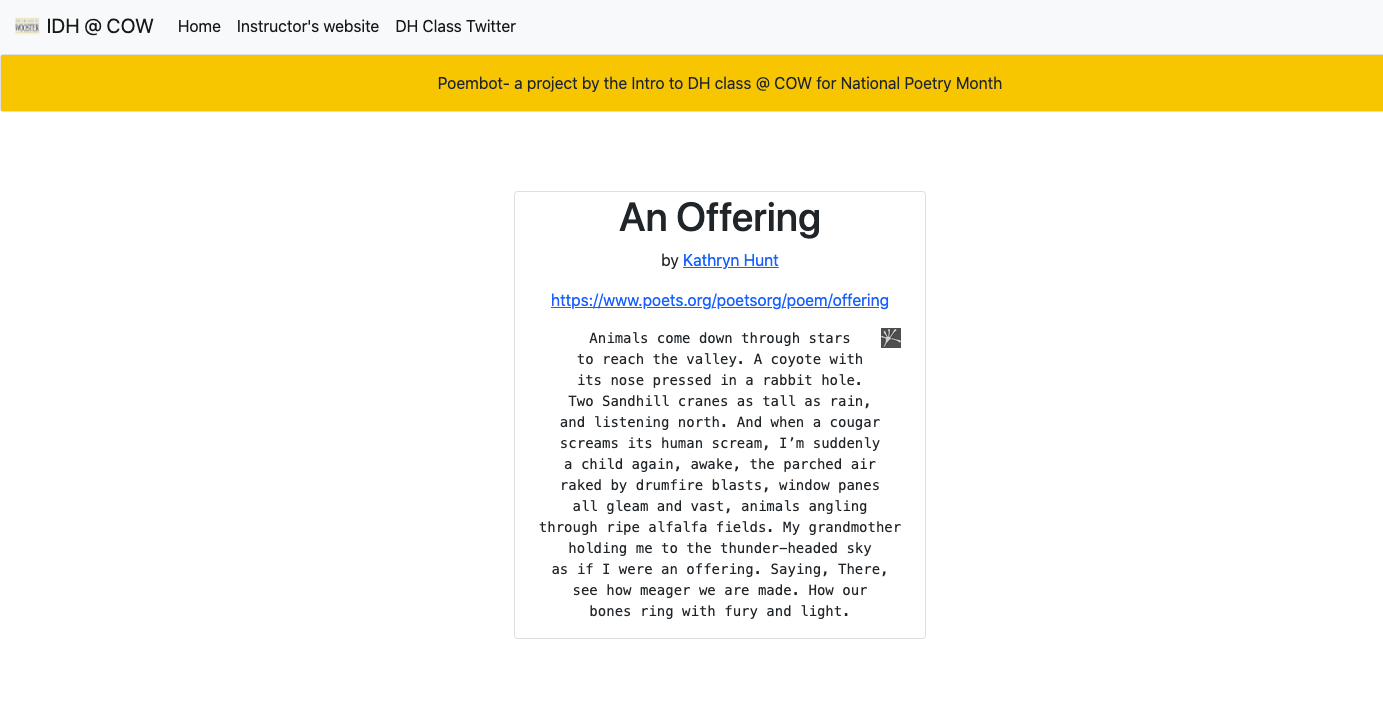 WOOSTER IDH @ COW Home Instructor's website DH Class Twitter
Poembot- a project by the Intro to DH class @ COW for National Poetry Month
An Offering
by Kathryn Hunt
https://www.poets.org/poetsorg/poem/offering
Animals come down through stars
to reach the valley. A coyote with
its nose pressed in a rabbit hole.
Two Sandhill cranes as tall as rain,
and listening north. And when a cougar
screams its human scream, I’m suddenly
a child again, awake, the parched air
raked by drumfire blasts, window panes
all gleam and vast, animals angling
through ripe alfalfa fields. My grandmother
holding me to the thunder–headed sky
as if I were an offering. Saying, There,
see how meager we are made. How our
bones ring with fury and light.